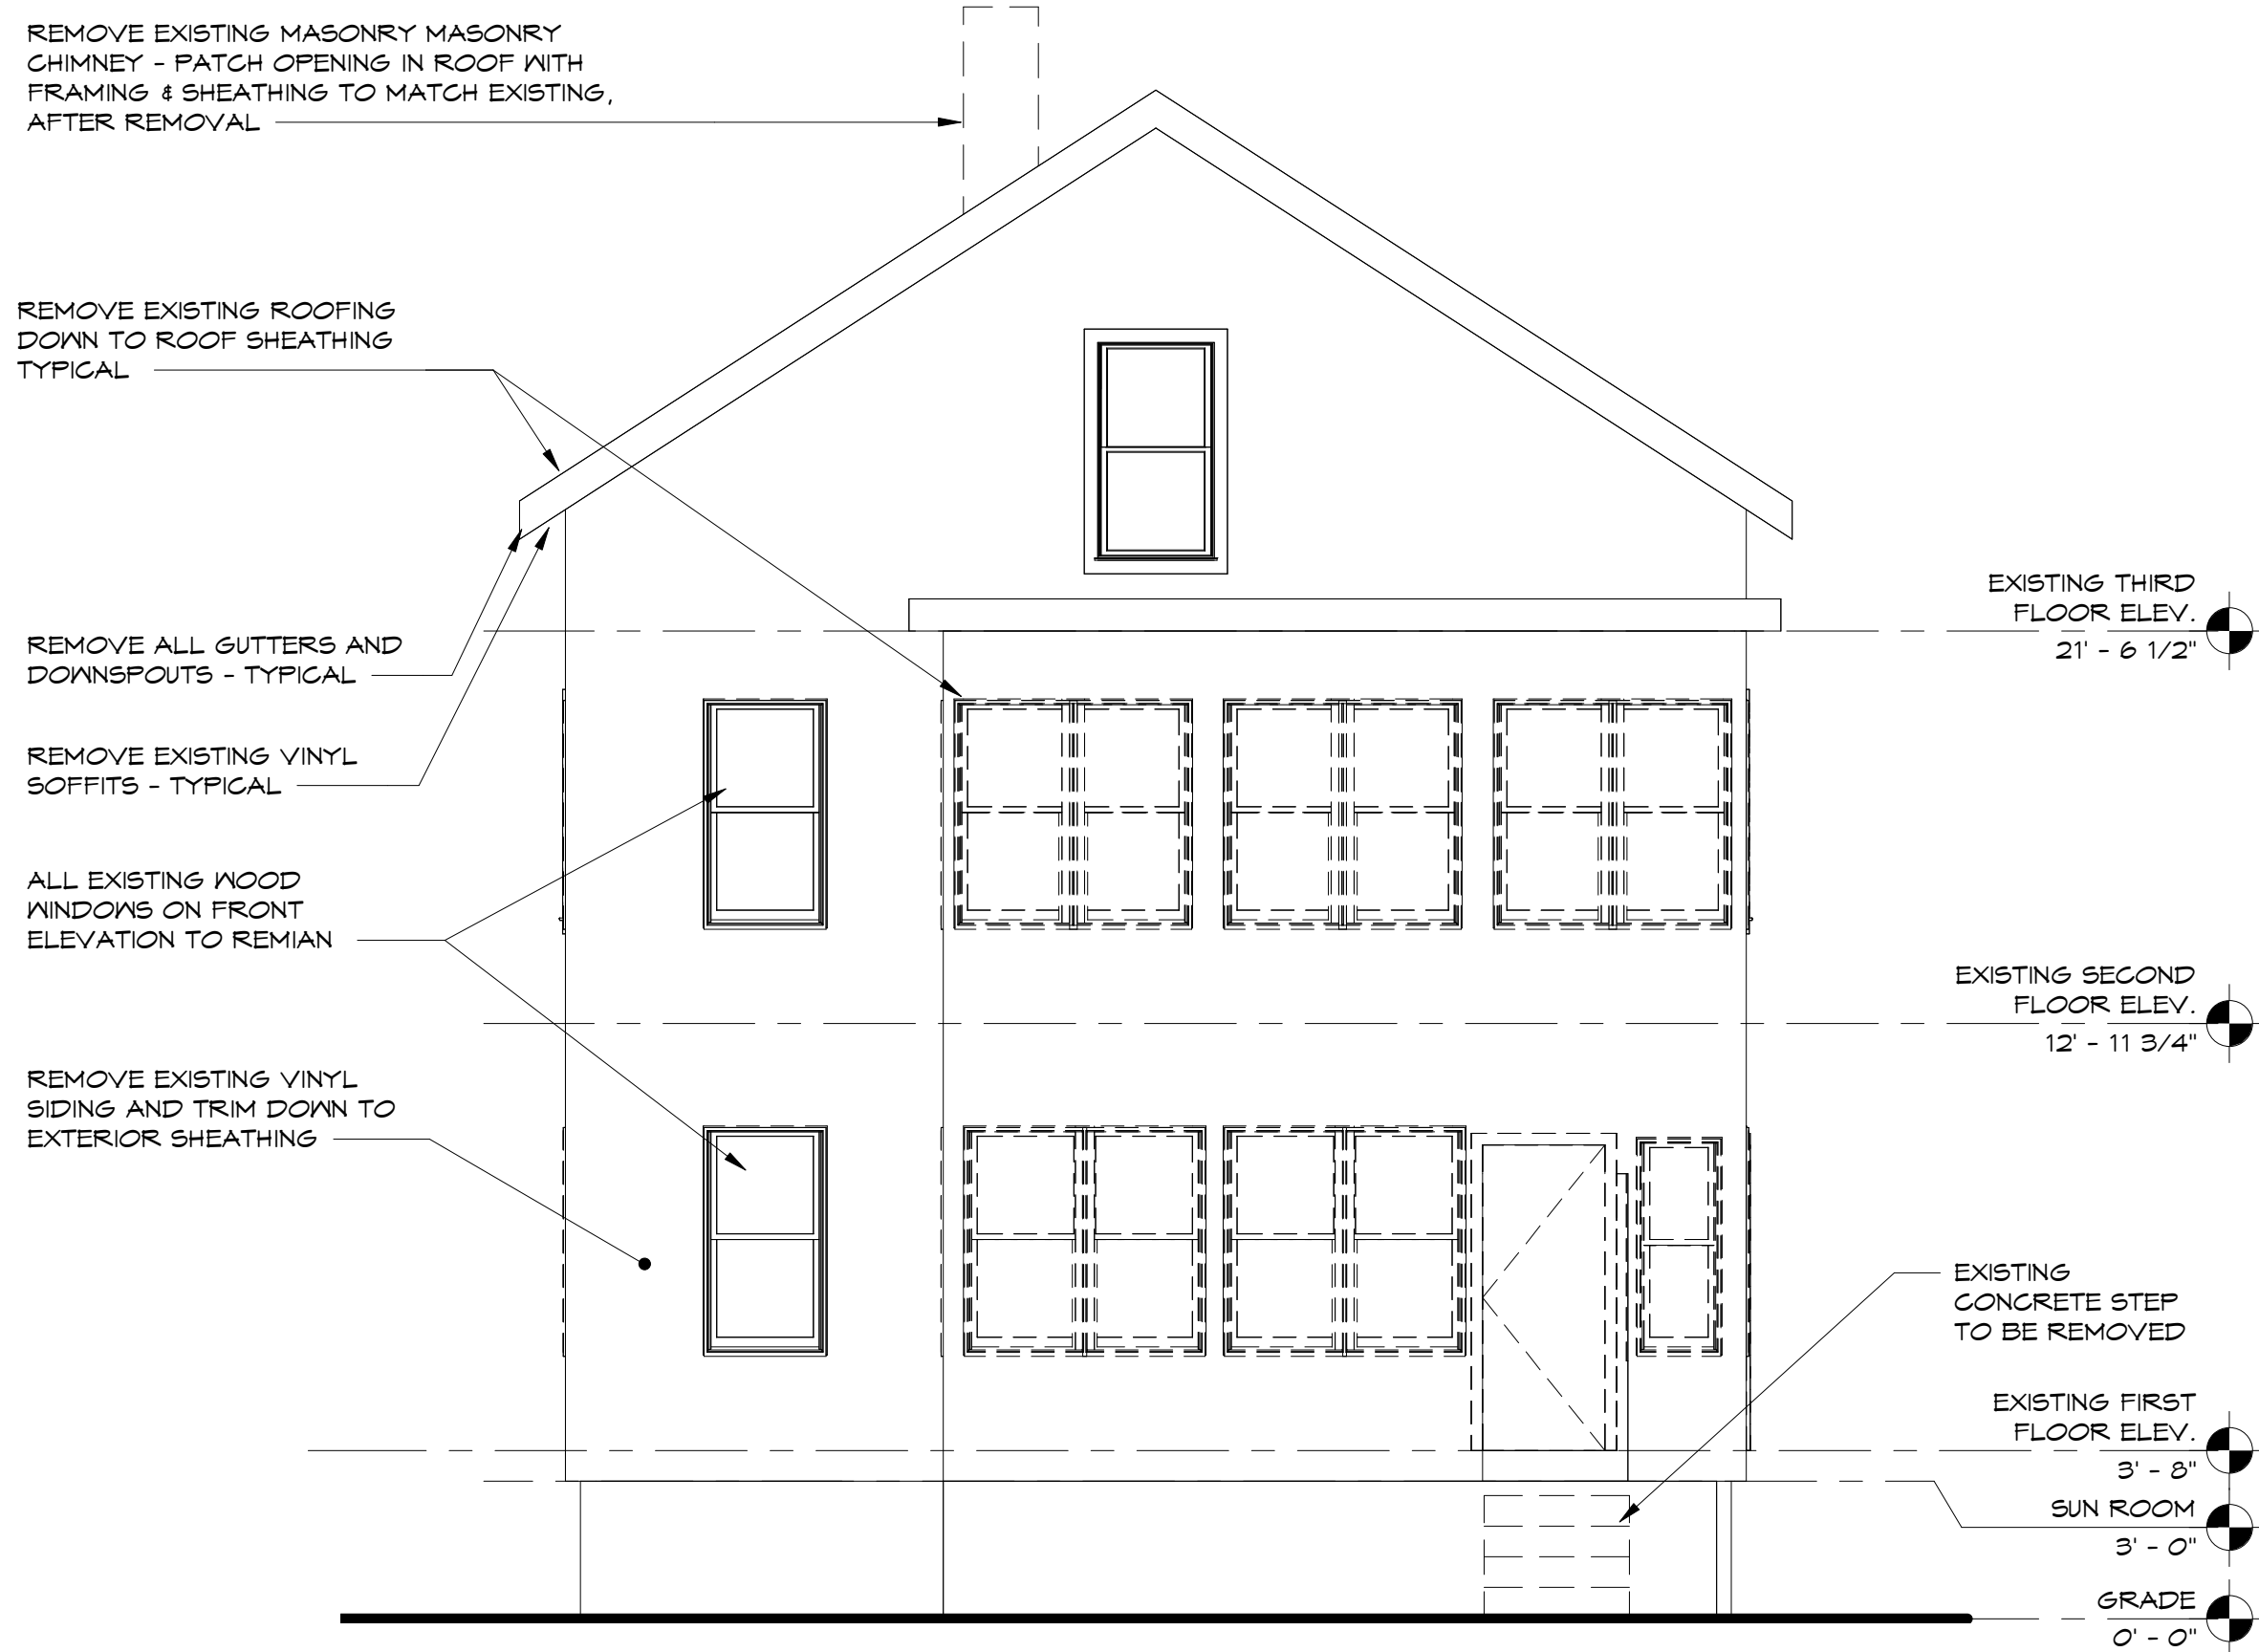 REMOVE EXISTING MASONRY MASONRY
CHIMNEY - PATCH OPENING IN ROOF WITH
FRAMING & SHEATHING TO MATCH EXISTING,
AFTER REMOVAL
REMOVE EXISTING ROOFING
DOWN TO ROOF SHEATHING
TYPICAL
REMOVE ALL GUTTERS AND
DOWNSPOUTS - TYPICAL
REMOVE EXISTING VINYL
SOFFITS - TYPICAL
ALL EXISTING WOOD
WINDOWS ON FRONT
ELEVATION TO REMIAN
REMOVE EXISTING VINYL
SIDING AND TRIM DOWN TO
EXTERIOR SHEATHING
EXISTING THIRD
FLOOR ELEV.
21' - 6 1/2"
EXISTING SECOND
FLOOR ELEV.
12' - 11 3/4"
EXISTING
CONCRETE STEP
TO BE REMOVED
EXISTING FIRST
FLOOR ELEV.
3' - 8"
SUN ROOM
3' - 0"
GRADE
0' - 0"